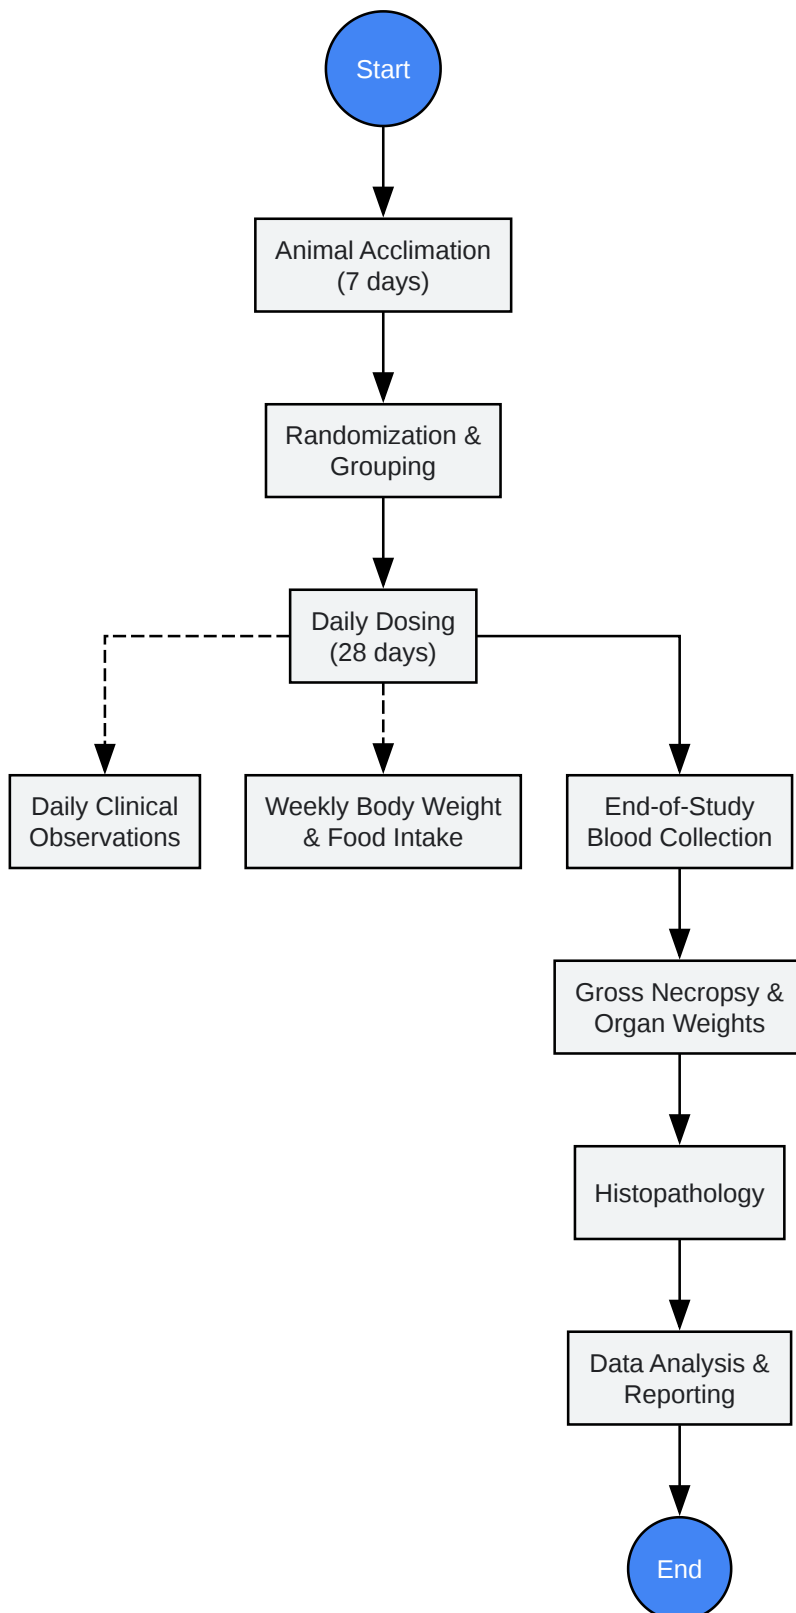 Start
Animal Acclimation
(7 days)
Randomization &
Grouping
Daily Dosing
(28 days)
Daily Clinical
Observations
Weekly Body Weight
& Food Intake
End-of-Study
Blood Collection
Gross Necropsy &
Organ Weights
Histopathology
Data Analysis &
Reporting
End